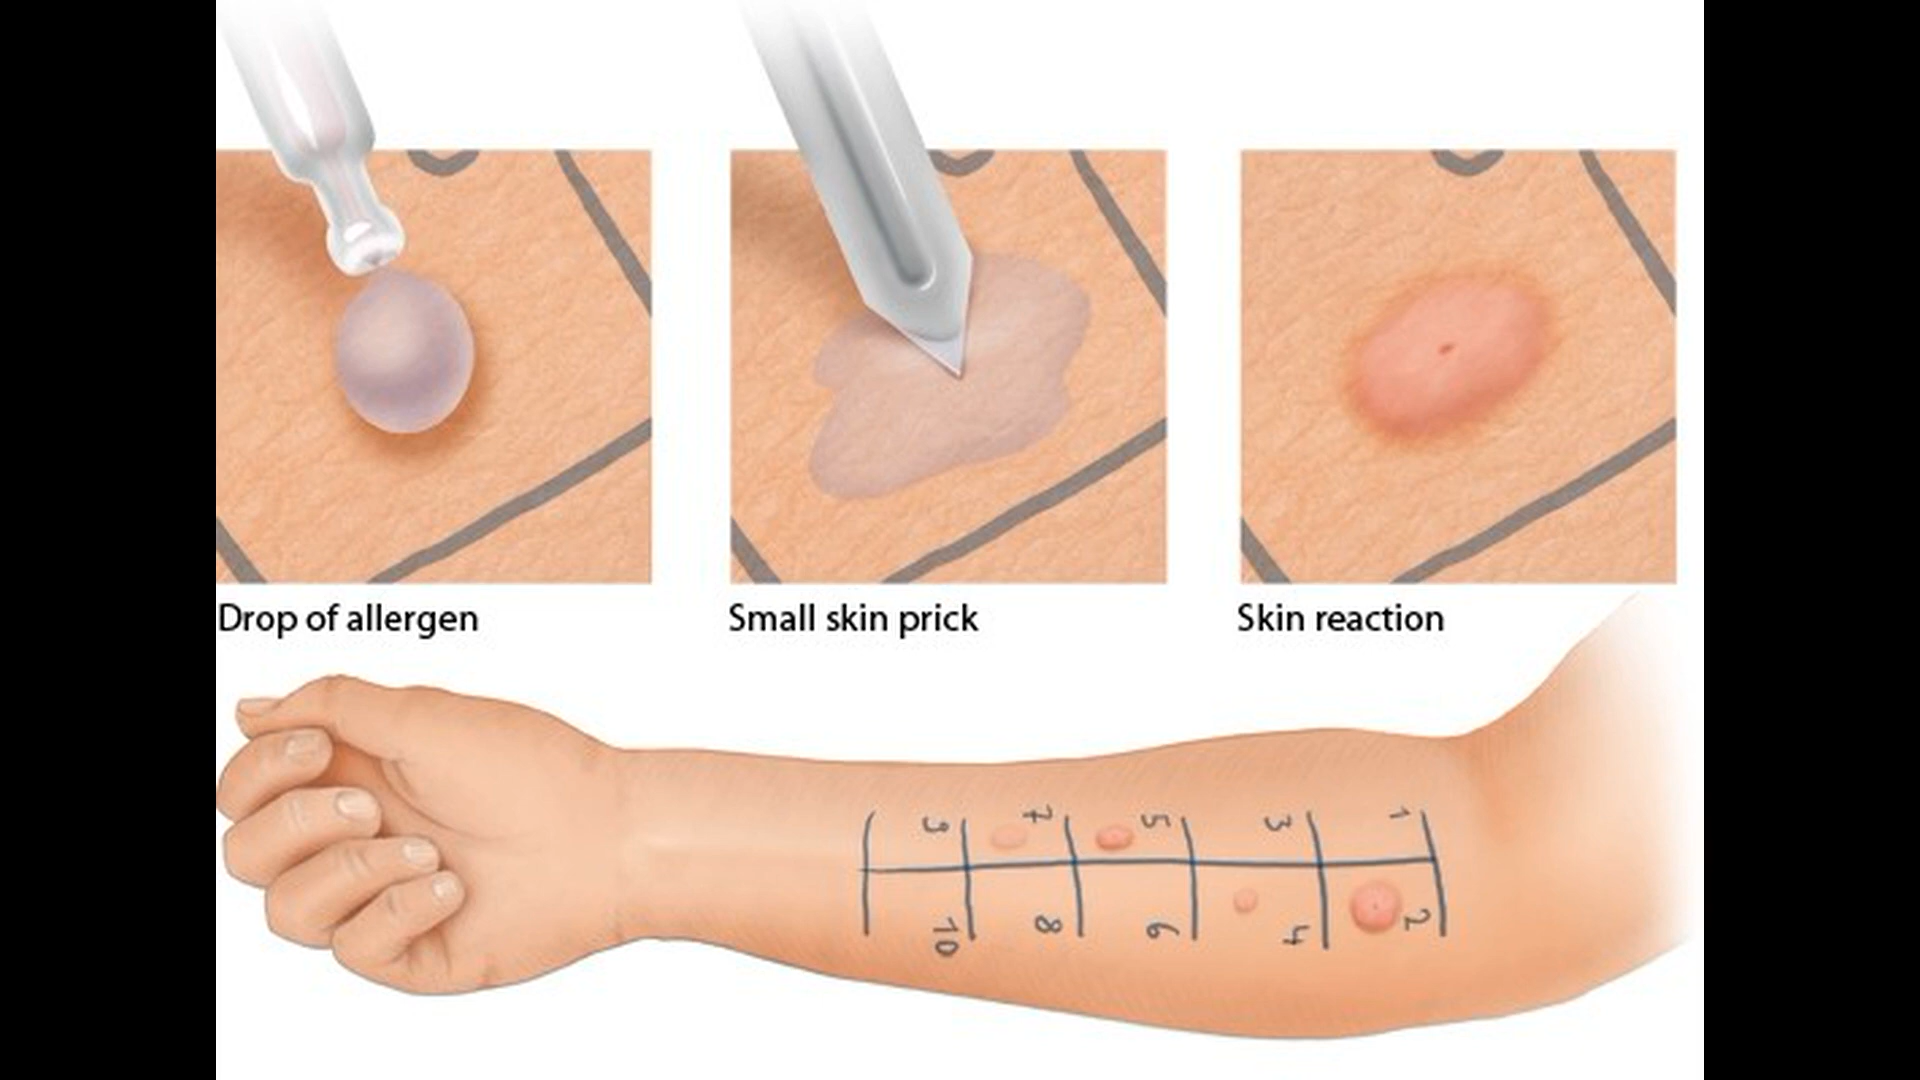 Drop of allergen
Small skin prick
Skin reaction
9 7 5 3 1
10 8 6 4 2